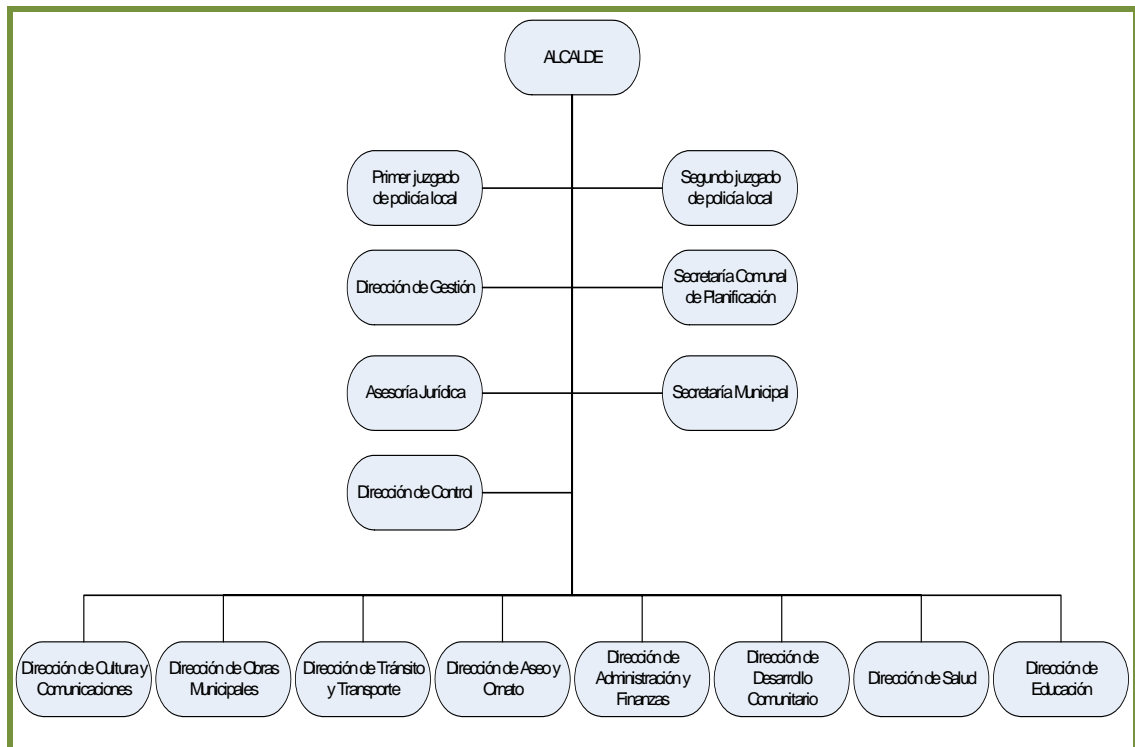 ALCALDE
Primer juzgado
de policía local
Segundo juzgado
de policía local
Dirección de Gestión
Secretaría Comunal
de Planificación
Asesoría Jurídica
Secretaría Municipal
Dirección de Control
Dirección de Cultura y
Comunicaciones
Dirección de Obras
Municipales
Dirección de Tránsito
y Transporte
Dirección de Aseo y
Ornato
Dirección de
Administración y
Finanzas
Dirección de
Desarrollo
Comunitario
Dirección de Salud
Dirección de
Educación